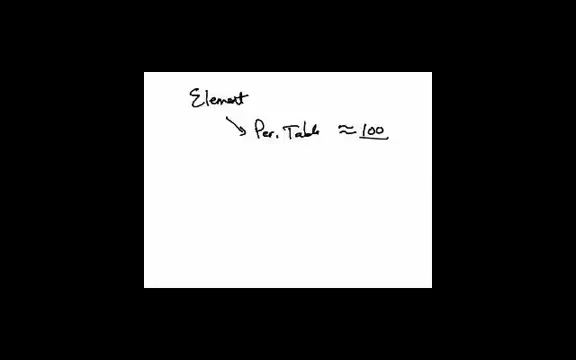 Element
↘ Per. Table ≈ 100